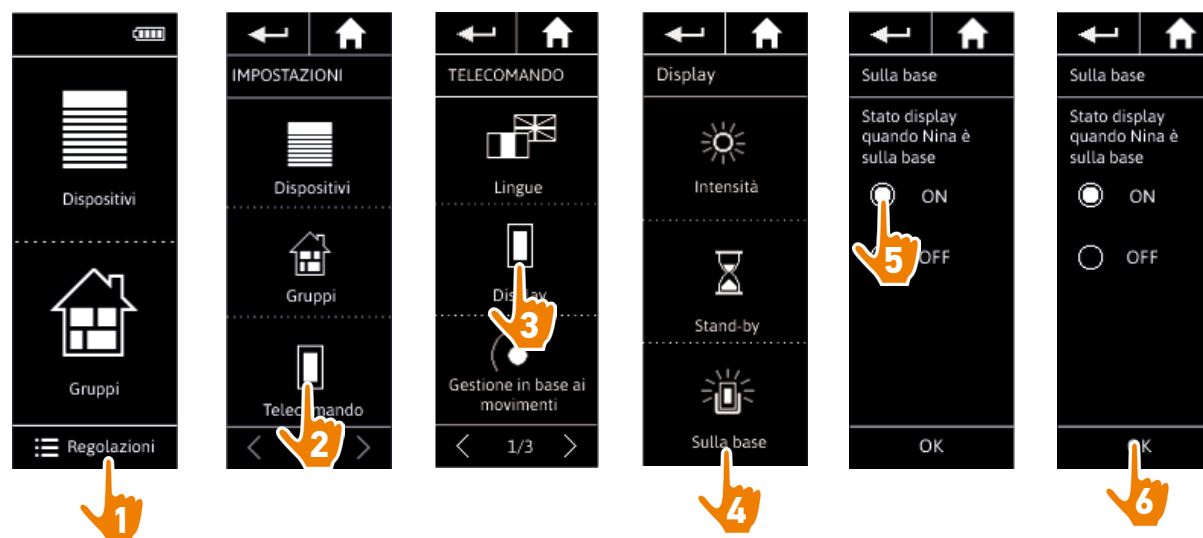 Dispositivi
Gruppi
Regolazioni
1
IMPOSTAZIONI
Dispositivi
Gruppi
Telecomando
< >
2
TELECOMANDO
Lingue
Display
3
Gestione in base ai
movimenti
< 1/3 >
Display
Intensità
Stand-by
Sulla base
4
Sulla base
Stato display
quando Nina è
sulla base
ON
OFF
5
OK
Sulla base
Stato display
quando Nina è
sulla base
ON
OFF
OK
6